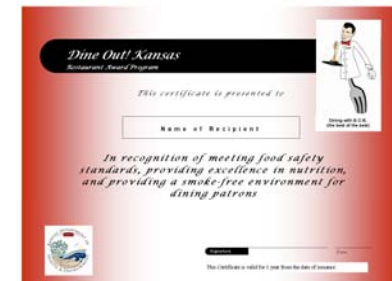 Dine Out! Kansas
Restaurant Award Program
This certificate is presented to
Dining with B.O.B.
(the best of the best)
Name of Recipient
In recognition of meeting food safety
standards, providing excellence in nutrition,
and providing a smoke-free environment for
dining patrons
Signature
Date
This Certificate is valid for 1 year from the date of issuance